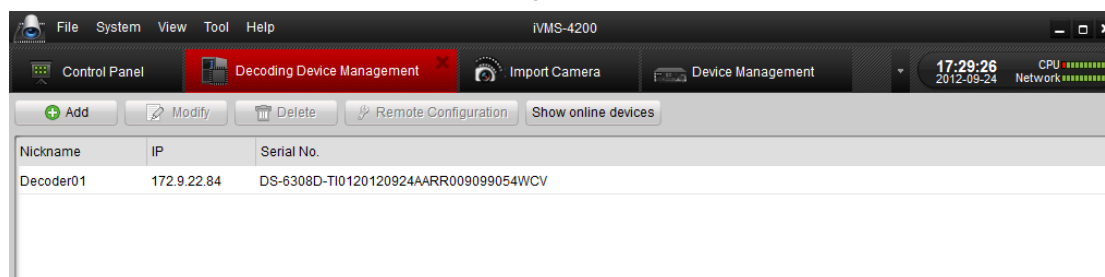 File System View Tool Help iVMS-4200
Control Panel Decoding Device Management Import Camera Device Management 17:29:26 CPU
2012-09-24 Network
Add Modify Delete Remote Configuration Show online devices
Nickname IP Serial No.
Decoder01 172.9.22.84 DS-6308D-TI0120120924AARR009099054WCV